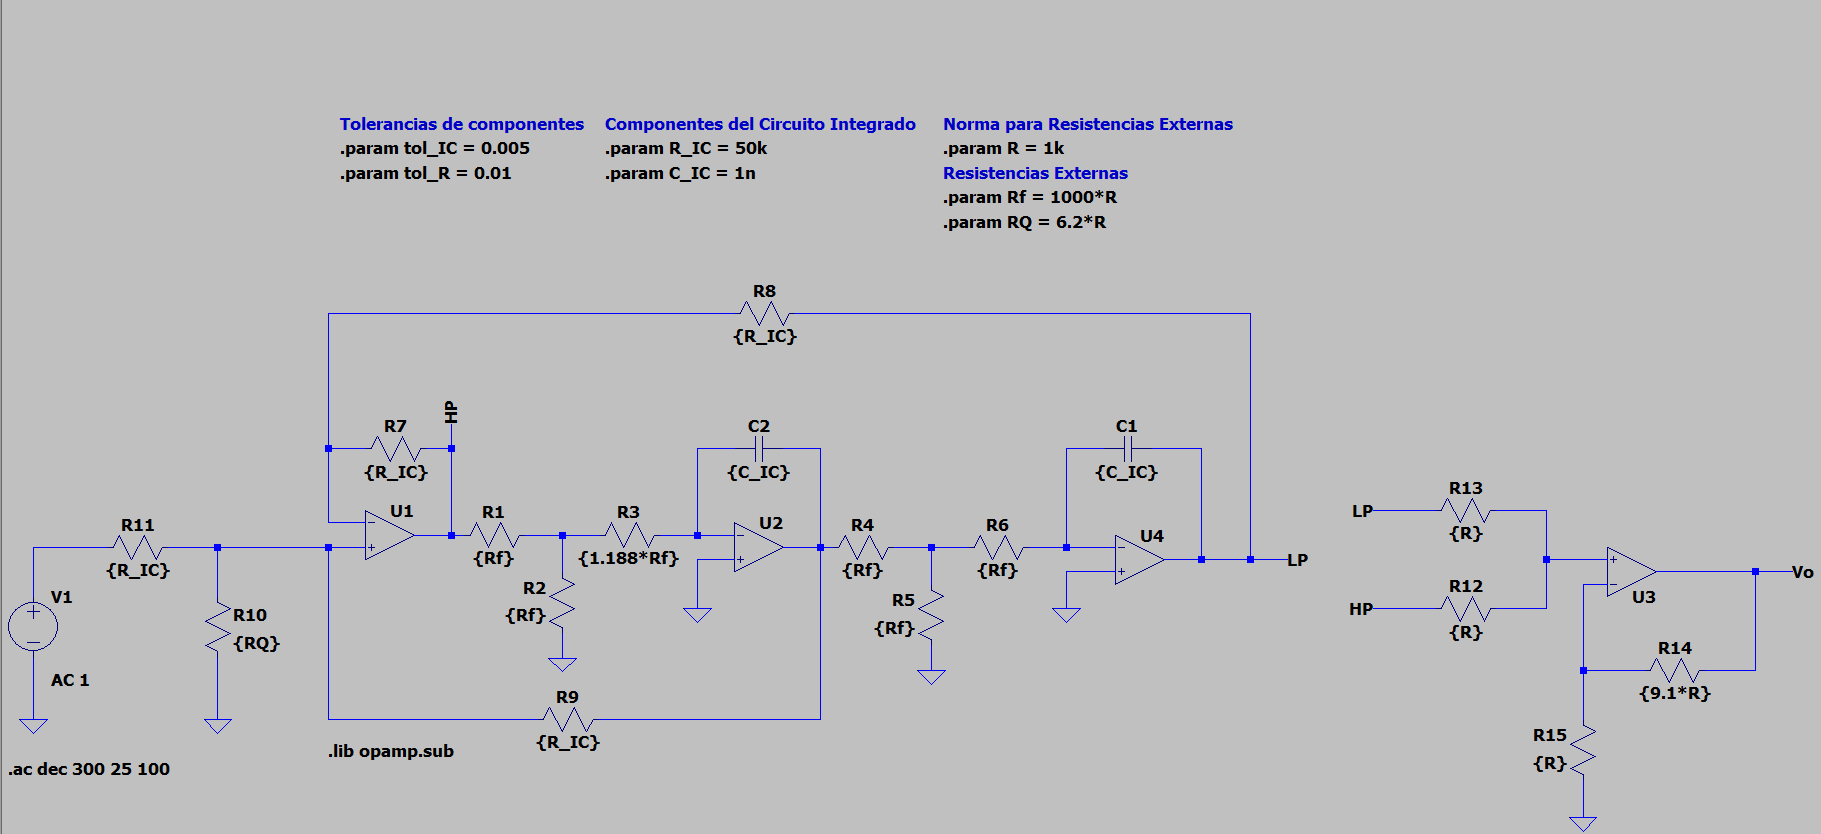 Tolerancias de componentes
.param tol_IC = 0.005
.param tol_R = 0.01
Componentes del Circuito Integrado
.param R_IC = 50k
.param C_IC = 1n
Norma para Resistencias Externas
.param R = 1k
Resistencias Externas
.param Rf = 1000*R
.param RQ = 6.2*R
R8
{R_IC}
HP
R7
{R_IC}
C2
{C_IC}
C1
{C_IC}
R11
{R_IC}
U1
R1
{Rf}
R3
{1.188*Rf}
U2
R4
{Rf}
R6
{Rf}
U4
LP
R2
{Rf}
R5
{Rf}
V1
AC 1
R10
{RQ}
R9
{R_IC}
.lib opamp.sub
.ac dec 300 25 100
LP
R13
{R}
HP
R12
{R}
U3
Vo
R14
{9.1*R}
R15
{R}